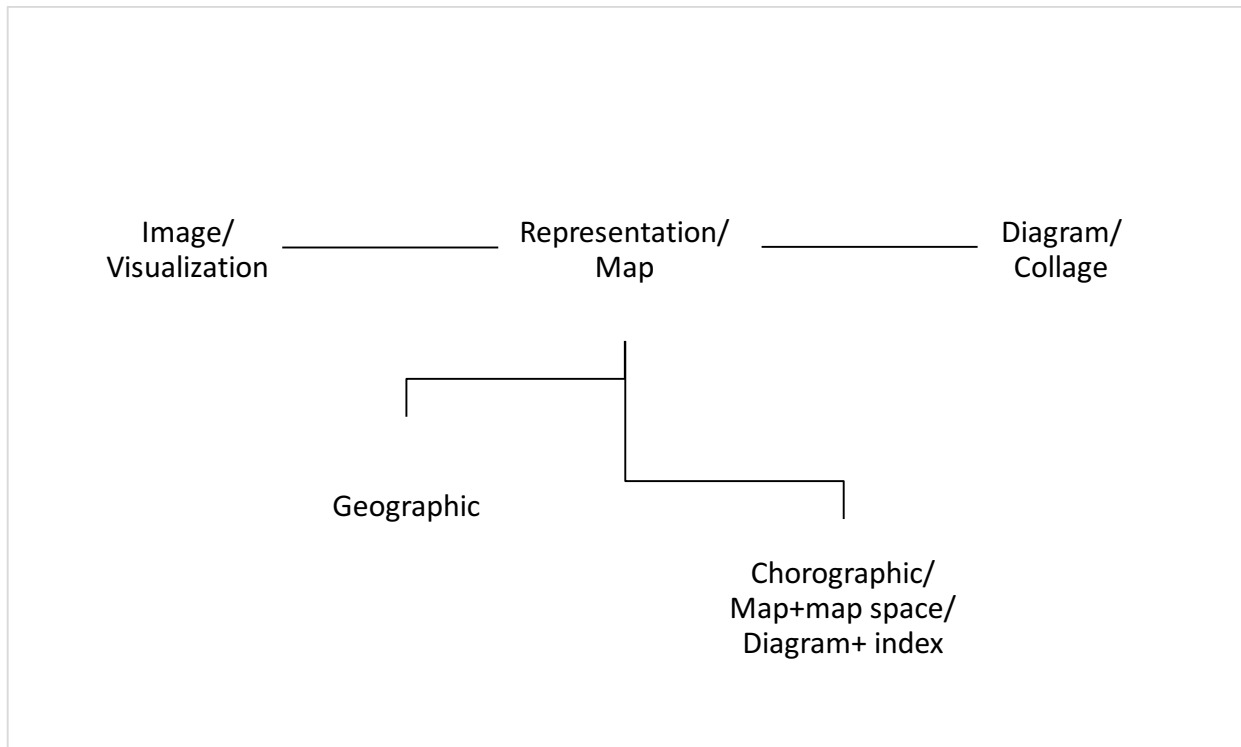 Image/
Visualization
Representation/
Map
Diagram/
Collage
Geographic
Chorographic/
Map+map space/
Diagram+ index